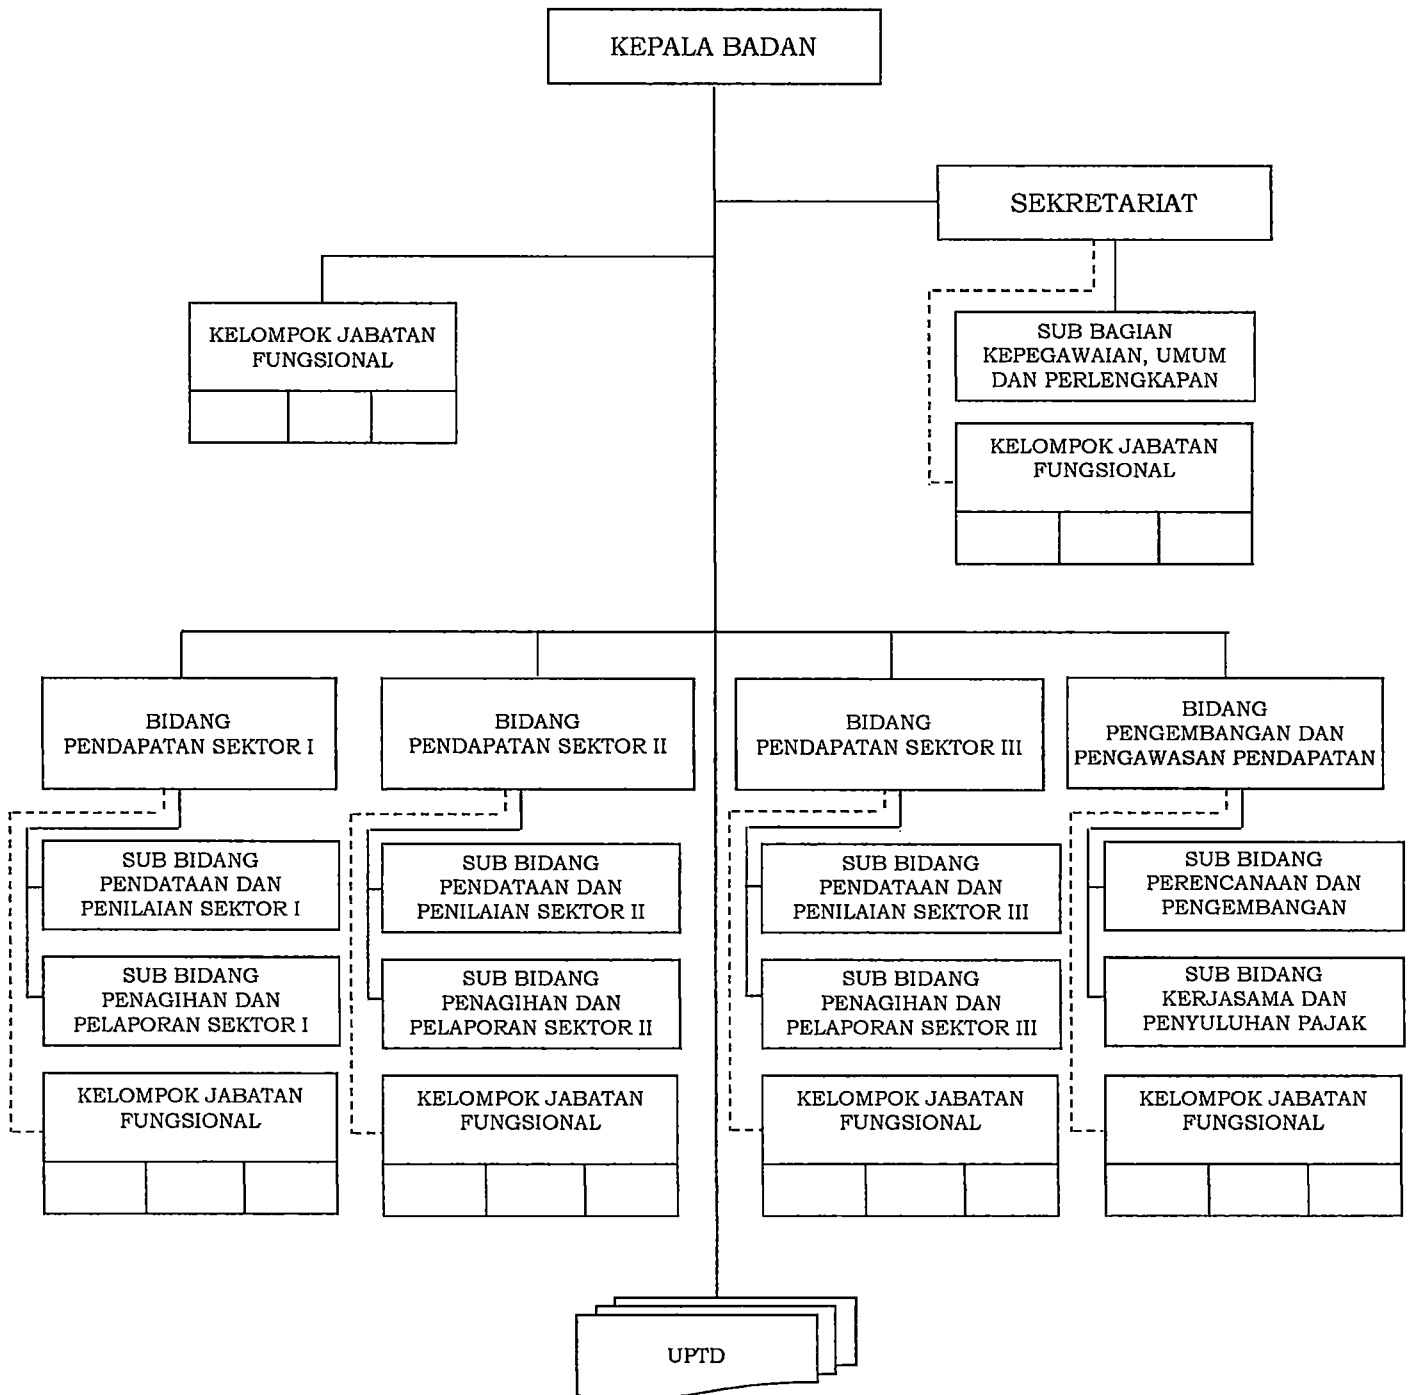 KEPALA BADAN
SEKRETARIAT
KELOMPOK JABATAN
FUNGSIONAL
SUB BAGIAN
KEPEGAWAIAN, UMUM
DAN PERLENGKAPAN
KELOMPOK JABATAN
FUNGSIONAL
BIDANG
PENDAPATAN SEKTOR I
BIDANG
PENDAPATAN SEKTOR II
BIDANG
PENDAPATAN SEKTOR III
BIDANG
PENGEMBANGAN DAN
PENGAWASAN PENDAPATAN
SUB BIDANG
PENDATAAN DAN
PENILAIAN SEKTOR I
SUB BIDANG
PENDATAAN DAN
PENILAIAN SEKTOR II
SUB BIDANG
PENDATAAN DAN
PENILAIAN SEKTOR III
SUB BIDANG
PERENCANAAN DAN
PENGEMBANGAN
SUB BIDANG
PENAGIHAN DAN
PELAPORAN SEKTOR I
SUB BIDANG
PENAGIHAN DAN
PELAPORAN SEKTOR II
SUB BIDANG
PENAGIHAN DAN
PELAPORAN SEKTOR III
SUB BIDANG
KERJASAMA DAN
PENYULUHAN PAJAK
KELOMPOK JABATAN
FUNGSIONAL
KELOMPOK JABATAN
FUNGSIONAL
KELOMPOK JABATAN
FUNGSIONAL
KELOMPOK JABATAN
FUNGSIONAL
UPTD